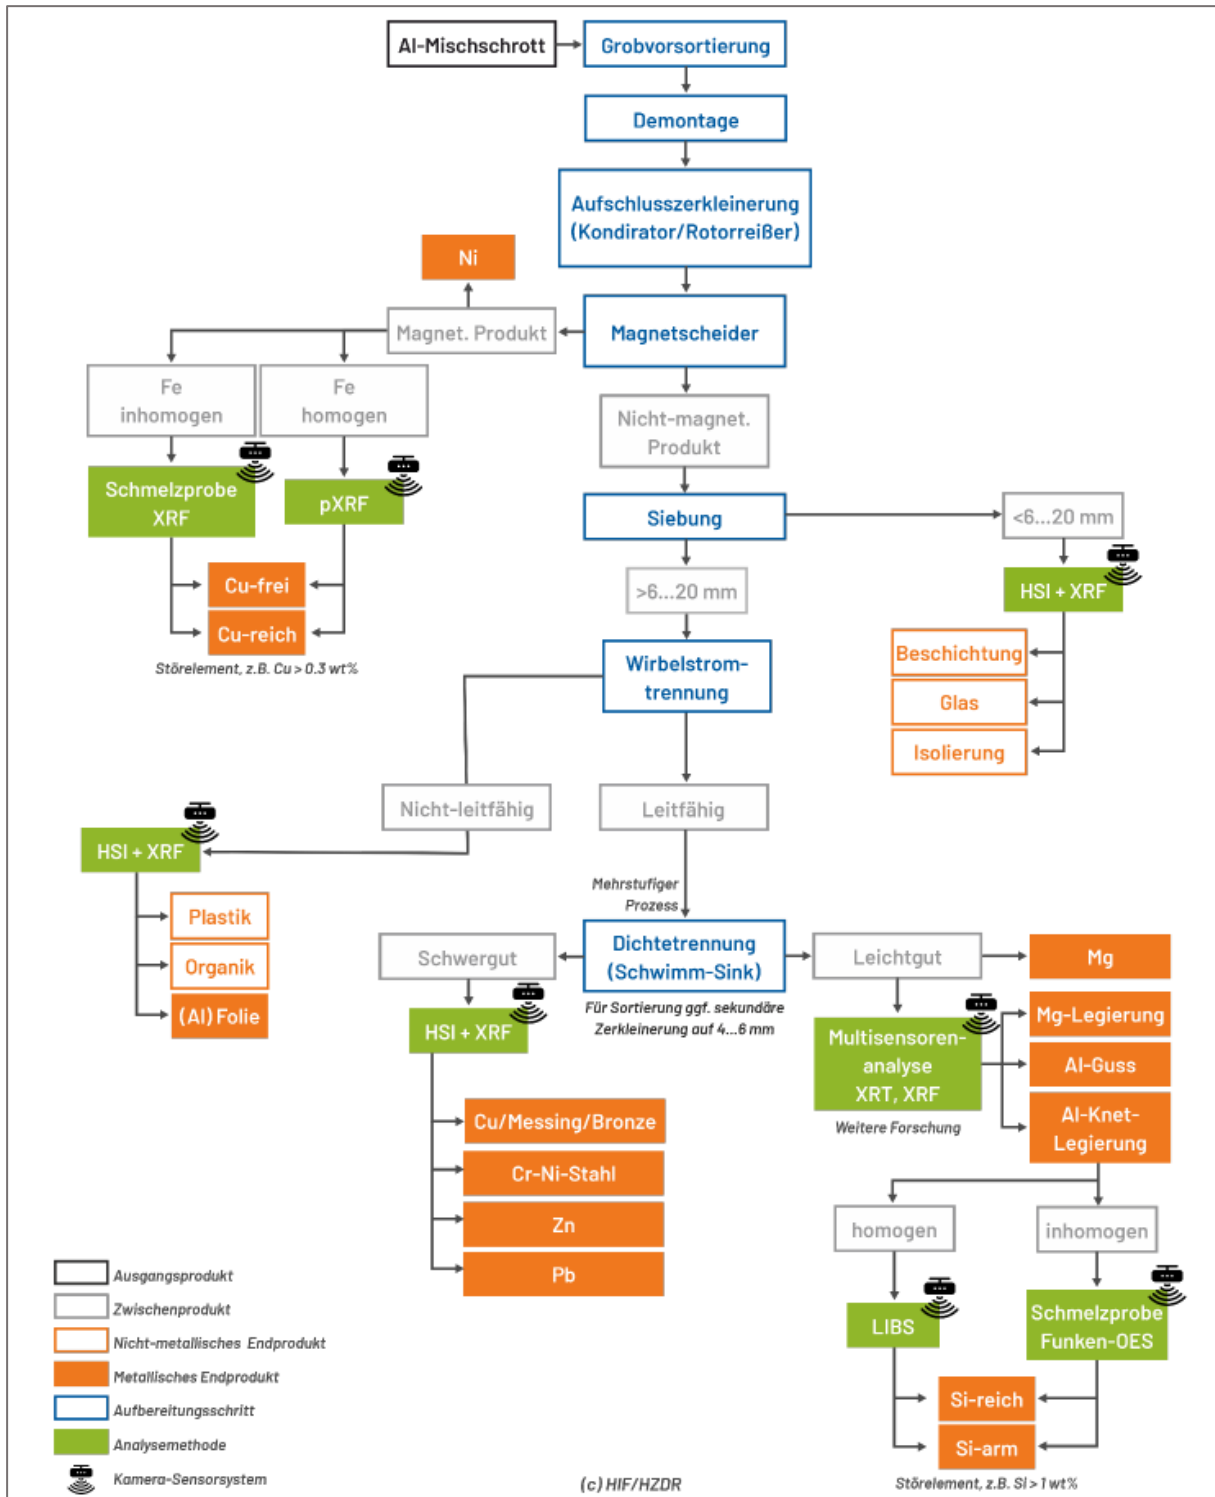 Al-Mischschrott
Grobvorsortierung
Demontage
Aufschlusszerkleinerung
(Kondirator/Rotorreißer)
Ni
Magnet. Produkt
Magnetscheider
Fe
inhomogen
Fe
homogen
Nicht-magnet.
Produkt
Schmelzprobe
XRF
pXRF
Siebung
<6...20 mm
Cu-frei
Cu-reich
Störelement, z.B. Cu > 0.3 wt%
>6...20 mm
HSI + XRF
Beschichtung
Glas
Isolierung
Wirbelstrom-
trennung
Nicht-leitfähig
Leitfähig
HSI + XRF
Plastik
Organik
(Al) Folie
Mehrstufiger
Prozess
Schwergut
Dichtetrennung
(Schwimm-Sink)
Leichtgut
Mg
Für Sortierung ggf. sekundäre
Zerkleinerung auf 4...6 mm
HSI + XRF
Multisensoren-
analyse
XRT, XRF
Weitere Forschung
Mg-Legierung
Al-Guss
Al-Knet-
Legierung
Cu/Messing/Bronze
Cr-Ni-Stahl
Zn
Pb
homogen
inhomogen
LIBS
Schmelzprobe
Funken-OES
Si-reich
Si-arm
Störelement, z.B. Si > 1 wt%
Ausgangsprodukt
Zwischenprodukt
Nicht-metallisches Endprodukt
Metallisches Endprodukt
Aufbereitungsschritt
Analysemethode
Kamera-Sensorsystem
(c) HIF/HZDR